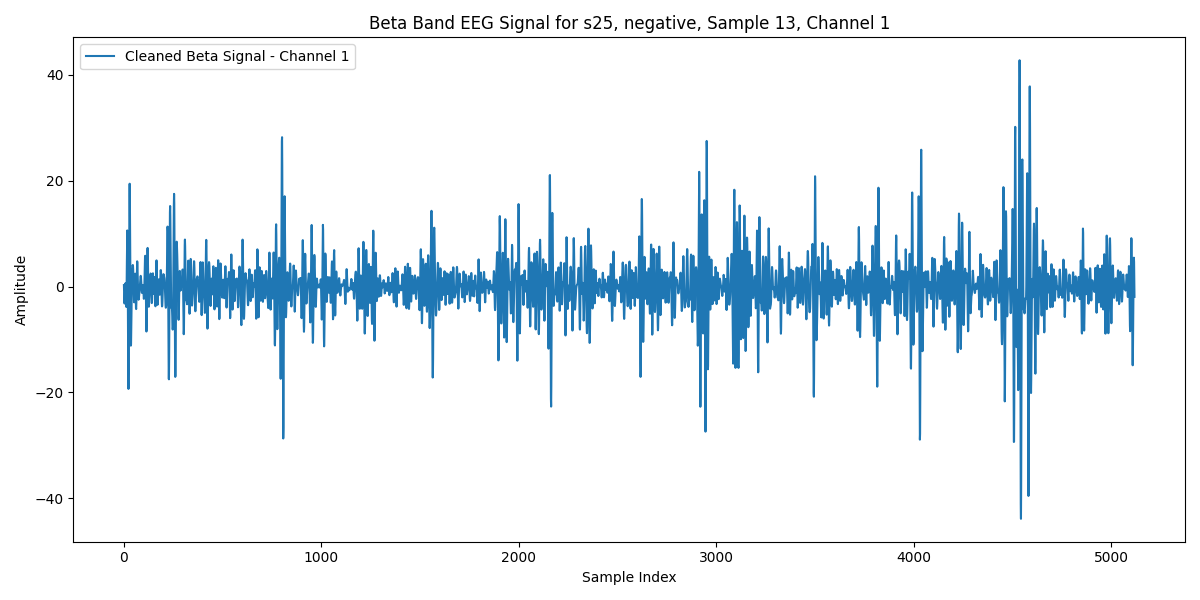 Beta Band EEG Signal for s25, negative, Sample 13, Channel 1
Cleaned Beta Signal - Channel 1
Amplitude
40
20
0
−20
−40
0 1000 2000 3000 4000 5000
Sample Index